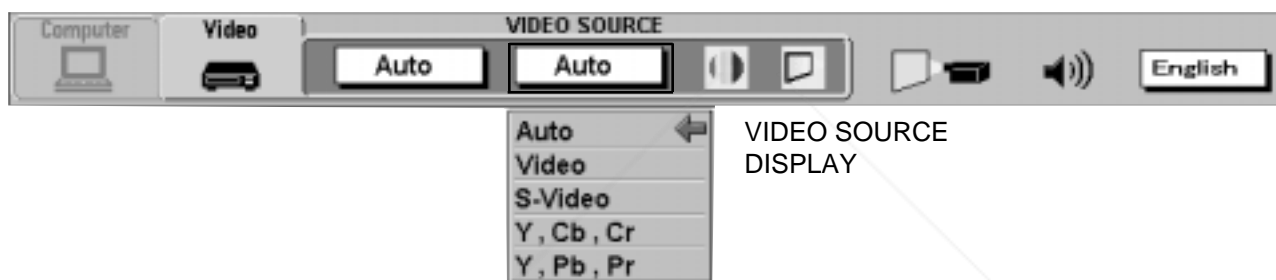 Computer
Video
VIDEO SOURCE
Auto
Auto
English
Auto
Video
S-Video
Y , Cb , Cr
Y , Pb , Pr
VIDEO SOURCE
DISPLAY